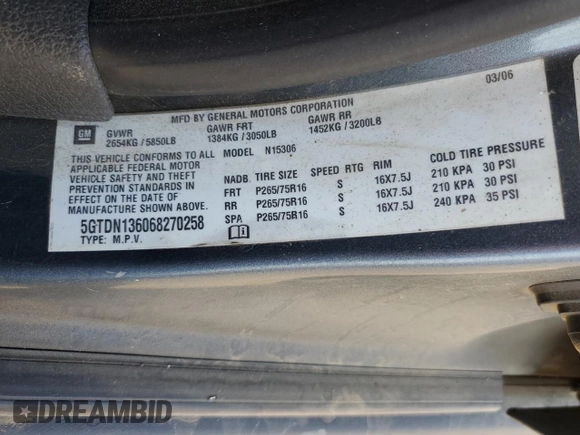 03/06
MFD BY GENERAL MOTORS CORPORATION
GM GVWR GAWR FRT GAWR RR
2654KG / 5850LB 1384KG / 3050LB 1452KG / 3200LB
THIS VEHICLE CONFORMS TO ALL
APPLICABLE FEDERAL MOTOR
VEHICLE SAFETY AND THEFT
PREVENTION STANDARDS IN
EFFECT ON THE DATE OF
MANUFACTURE SHOWN ABOVE.
5GTDN136068270258
TYPE: M.P.V.
MODEL N15306
NADB. TIRE SIZE SPEED RTG RIM COLD TIRE PRESSURE
FRT P265/75R16 S 16X7.5J 210 KPA 30 PSI
RR P265/75R16 S 16X7.5J 210 KPA 30 PSI
SPA P265/75R16 S 16X7.5J 240 KPA 35 PSI
DREAMBID